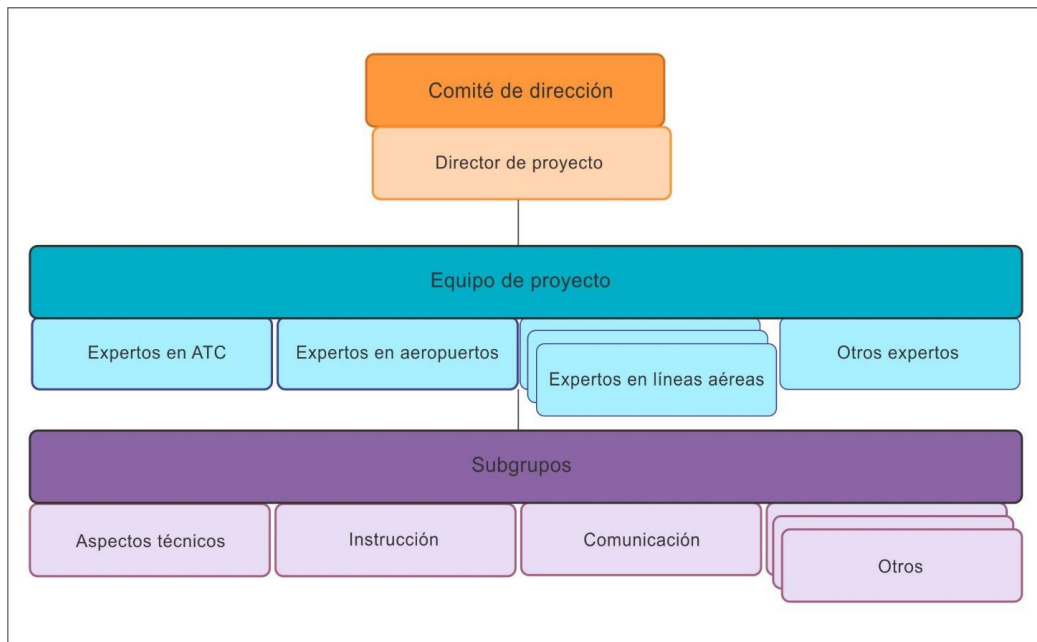 Comité de dirección
Director de proyecto
Equipo de proyecto
Expertos en ATC
Expertos en aeropuertos
Expertos en líneas aéreas
Otros expertos
Subgrupos
Aspectos técnicos
Instrucción
Comunicación
Otros